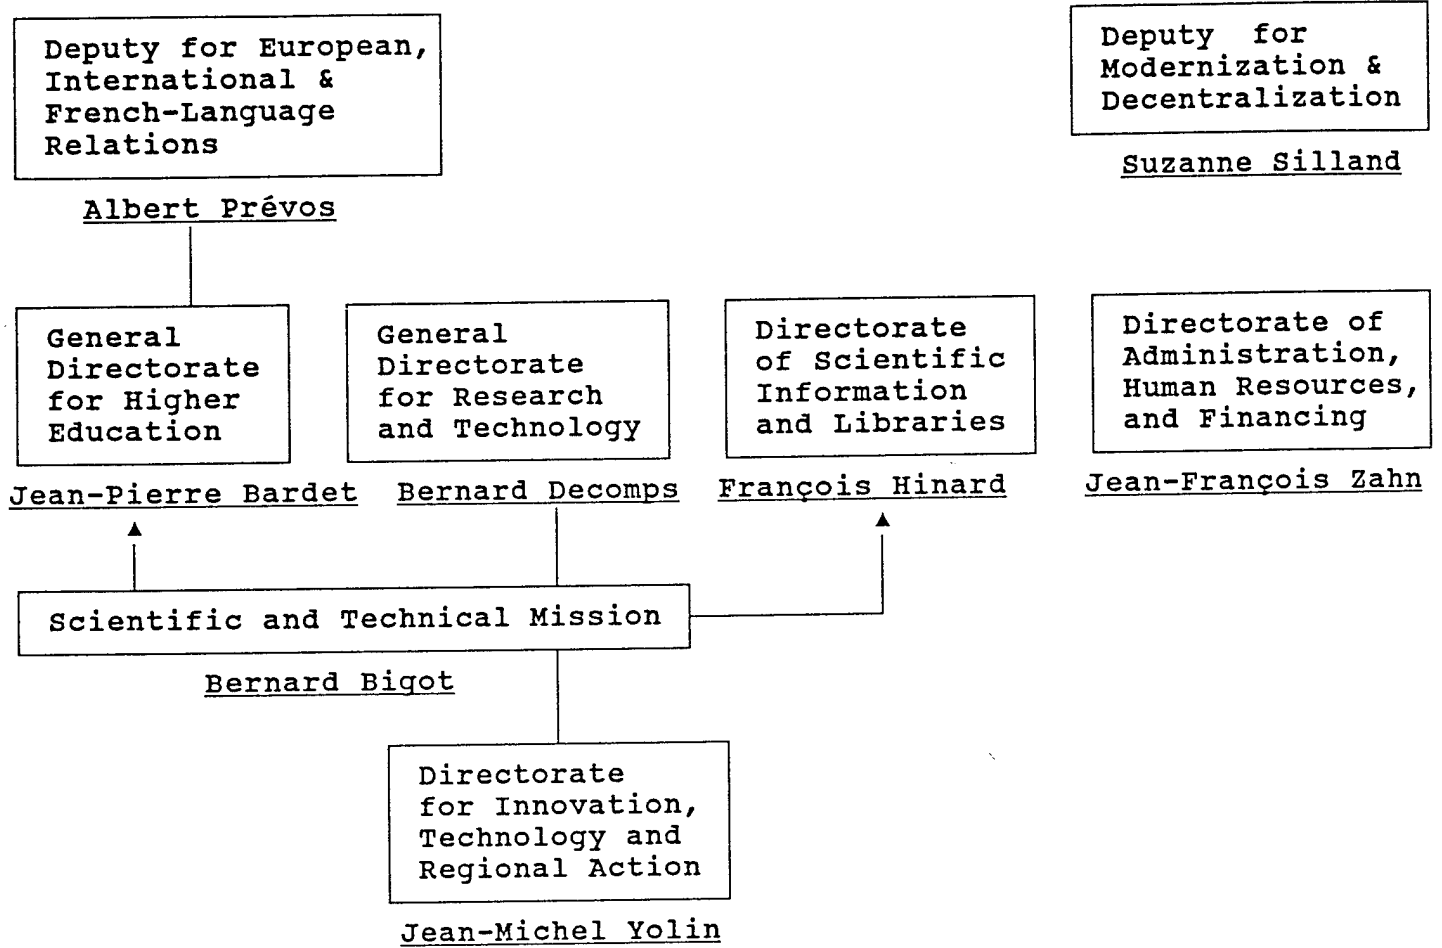 Deputy for European,
International &
French-Language
Relations
Albert Prévos
Deputy for
Modernization &
Decentralization
Suzanne Silland
General
Directorate
for Higher
Education
Jean-Pierre Bardet
General
Directorate
for Research
and Technology
Bernard Decomps
Directorate
of Scientific
Information
and Libraries
François Hinard
Directorate of
Administration,
Human Resources,
and Financing
Jean-François Zahn
Scientific and Technical Mission
Bernard Bigot
Directorate
for Innovation,
Technology and
Regional Action
Jean-Michel Yolin